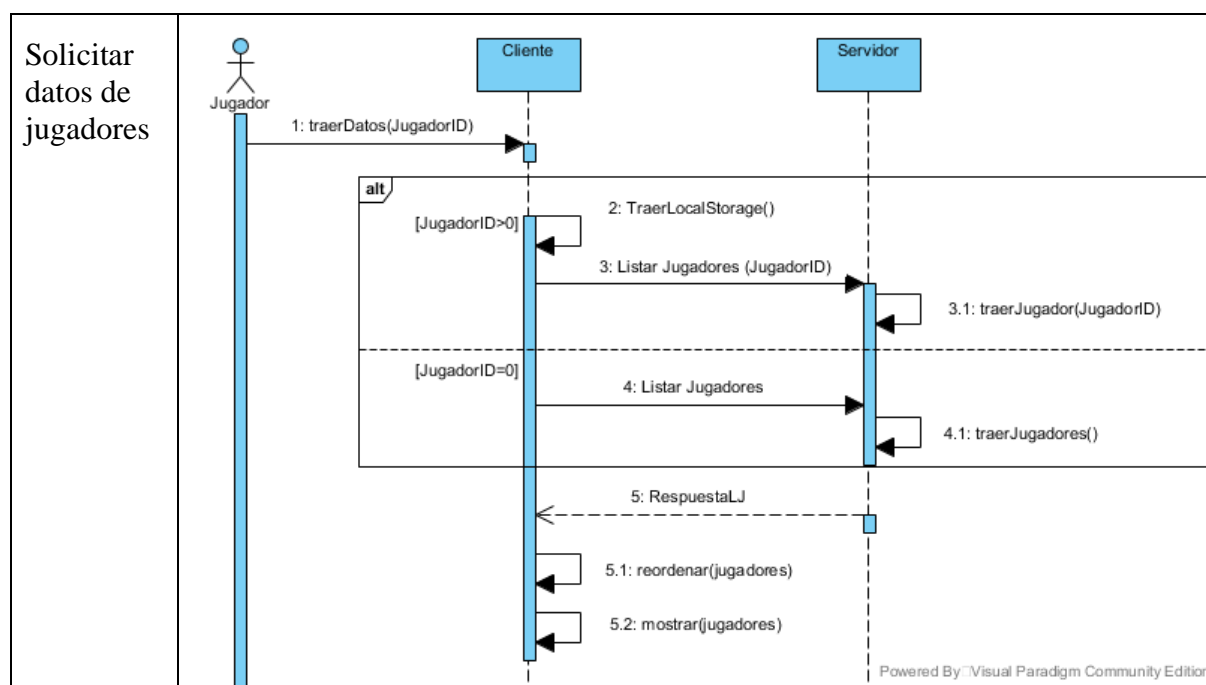 Solicitar
datos de
jugadores
Jugador
Cliente
Servidor
1: traerDatos(JugadorID)
alt
[JugadorID>0]
2: TraerLocalStorage()
3: Listar Jugadores (JugadorID)
3.1: traerJugador(JugadorID)
[JugadorID=0]
4: Listar Jugadores
4.1: traerJugadores()
5: RespuestaLJ
5.1: reordenar(jugadores)
5.2: mostrar(jugadores)
Powered By Visual Paradigm Community Edition